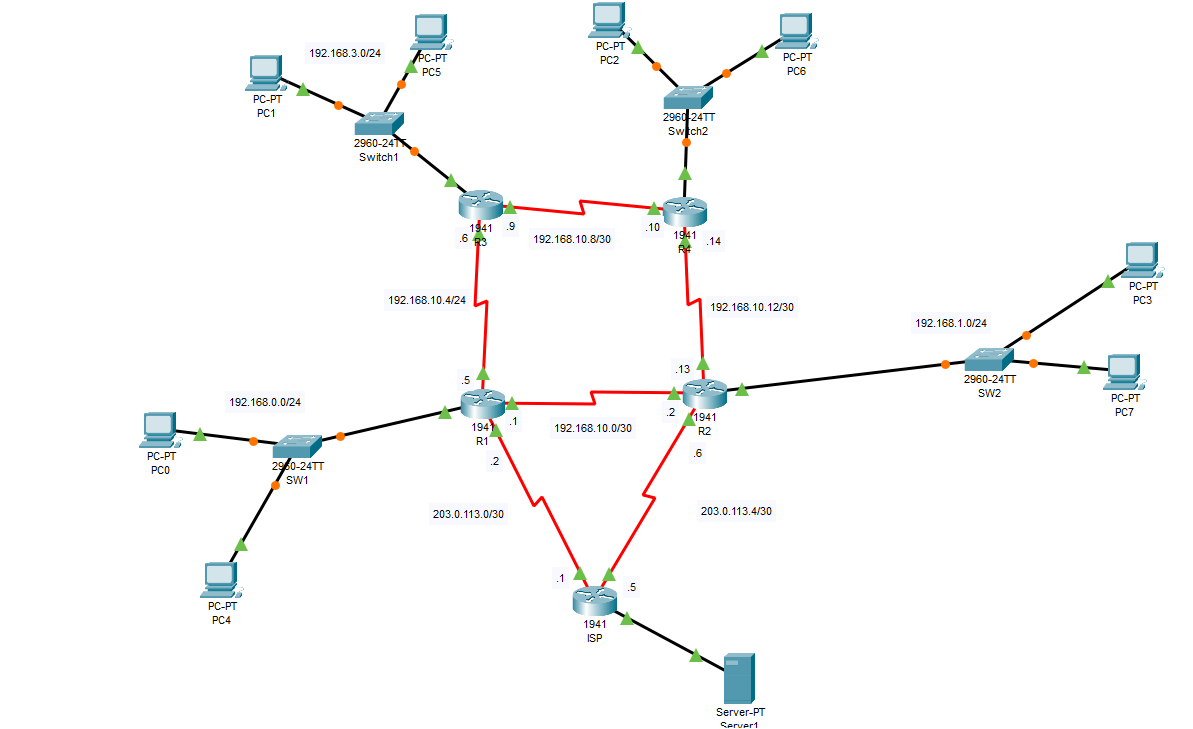 PC-PT
PC5
192.168.3.0/24
PC-PT
PC1
2960-24TT
Switch1
PC-PT
PC2
PC-PT
PC6
2960-24TT
Switch2
1941
R3
.6
.9
192.168.10.8/30
.10
1941
R4
.14
192.168.10.4/24
192.168.10.12/30
PC-PT
PC3
192.168.1.0/24
2960-24TT
SW2
PC-PT
PC7
.5
.13
192.168.0.0/24
1941
R1
.1
192.168.10.0/30
.2
1941
R2
PC-PT
PC0
2960-24TT
SW1
.2
.6
203.0.113.0/30
203.0.113.4/30
PC-PT
PC4
.1
.5
1941
ISP
Server-PT
Server1